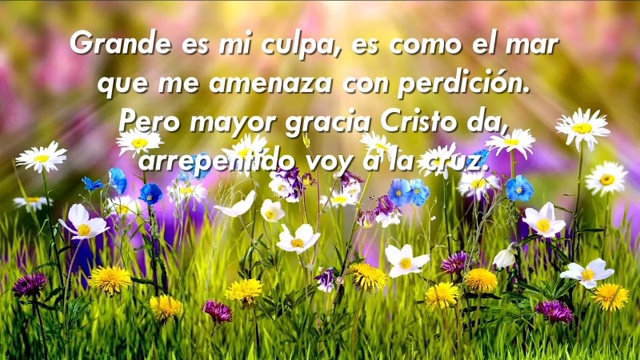 Grande es mi culpa, es como el mar
que me amenaza con perdición.
Pero mayor gracia Cristo da,
arrepentido voy a la cruz.